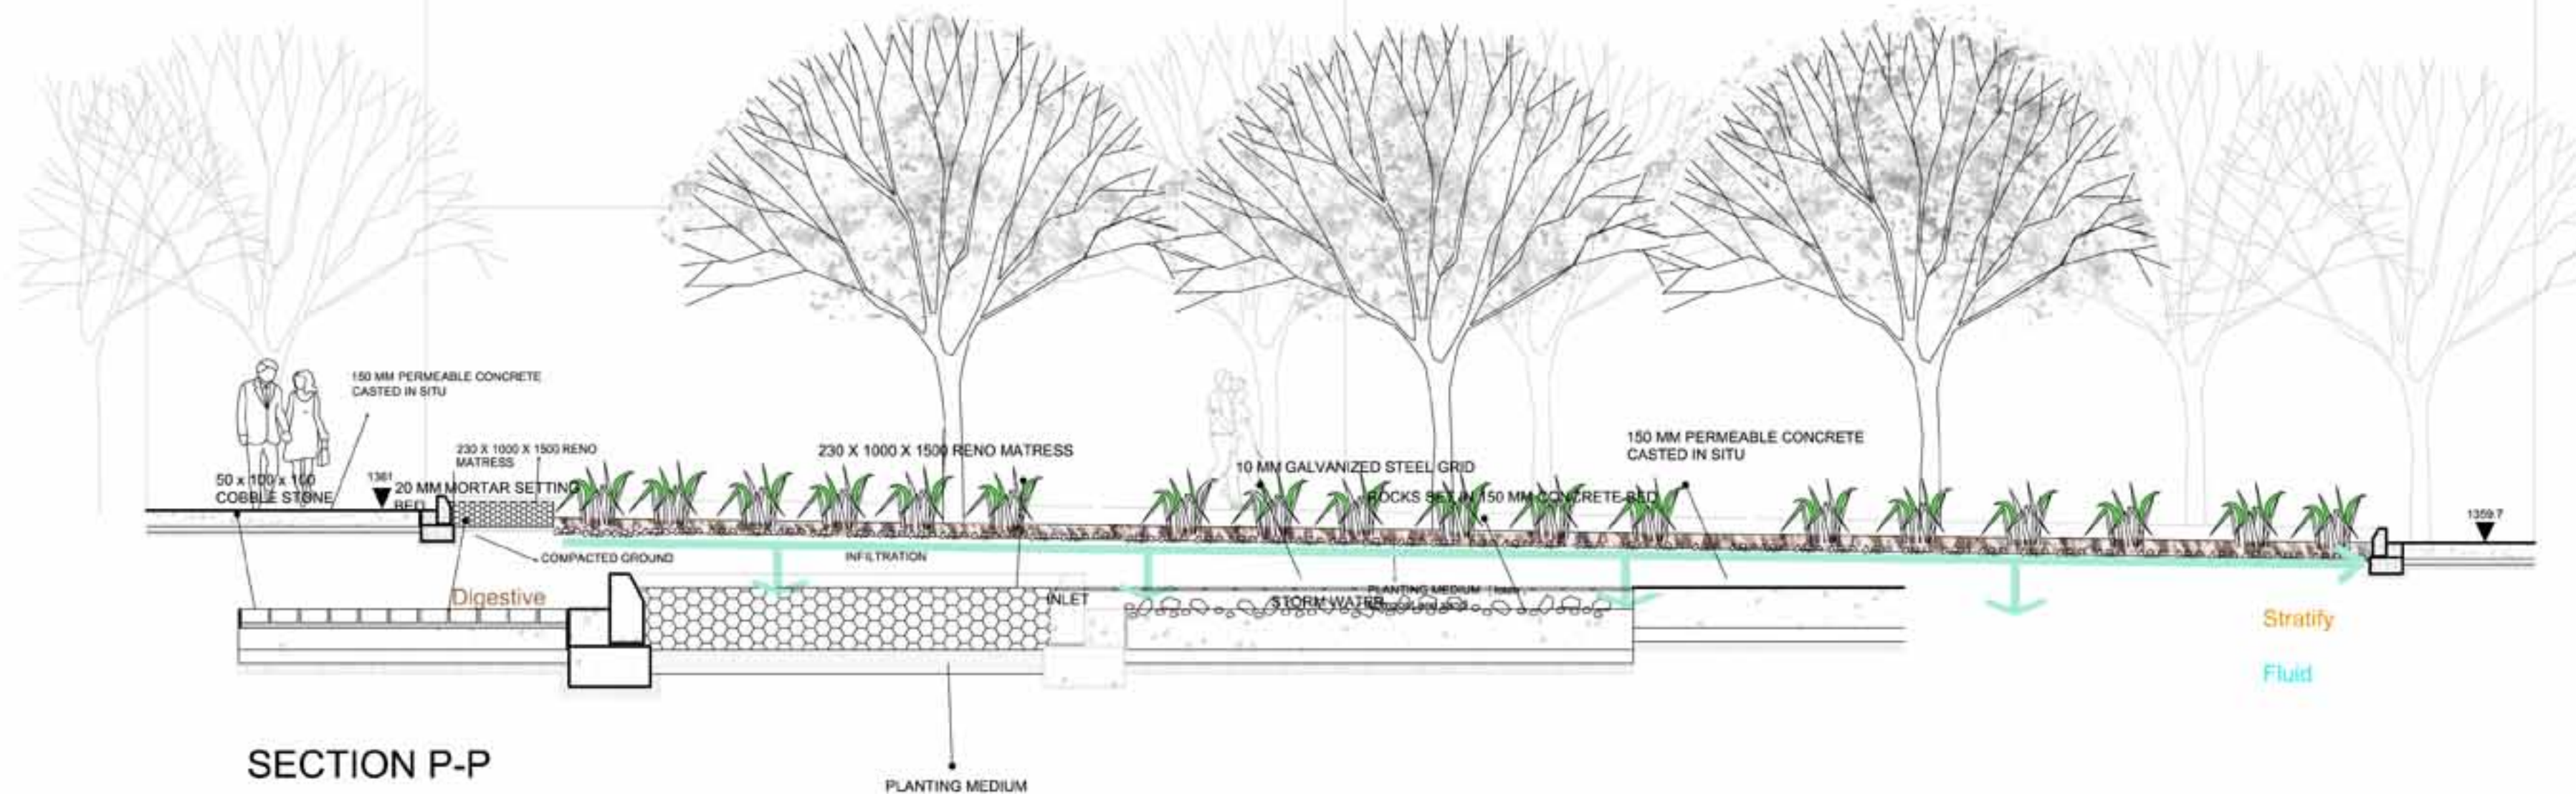 150 MM PERMEABLE CONCRETE
CASTED IN SITU
230 X 1000 X 1500 RENO
MATRESS
230 X 1000 X 1500 RENO MATRESS
150 MM PERMEABLE CONCRETE
CASTED IN SITU
10 MM GALVANIZED STEEL GRID
50 x 100 x 100
COBBLE STONE
1361
20 MM MORTAR SETTING
BED
ROCKS SET IN 150 MM CONCRETE BED
1359.7
COMPACTED GROUND
INFILTRATION
Digestive
INLET
PLANTING MEDIUM
STORM WATER
Stratify
Fluid
SECTION P-P
PLANTING MEDIUM